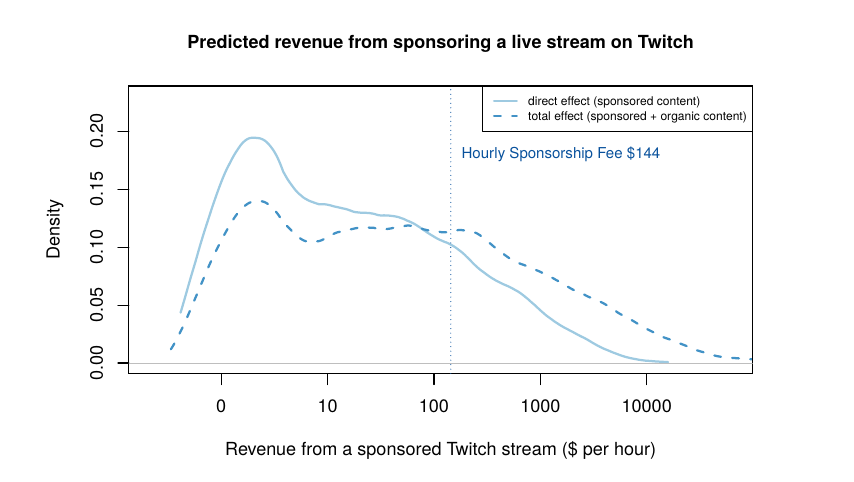 Predicted revenue from sponsoring a live stream on Twitch
direct effect (sponsored content)
total effect (sponsored + organic content)
Hourly Sponsorship Fee $144
Density
0.20
0.15
0.10
0.05
0.00
0 10 100 1000 10000
Revenue from a sponsored Twitch stream ($ per hour)